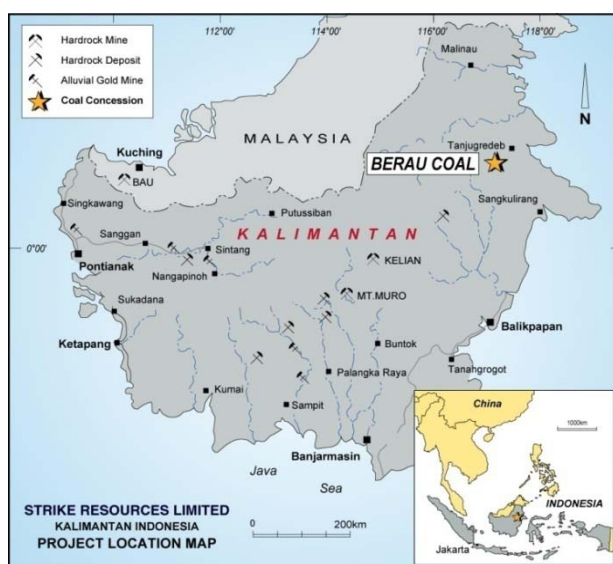 112°00'
114°00'
116°00'
118°00'
Hardrock Mine
Hardrock Deposit
Alluvial Gold Mine
Coal Concession
Malinau
N
MALAYSIA
Tanjugredeb
BERAU COAL
Kuching
BAU
Sangkulirang
Singkawang
Putussiban
KALIMANTAN
Sanggan
Sintang
0°00'
Pontianak
KELIAN
Nangapinoh
MT.MURO
Sukadana
Balikpapan
Ketapang
Buntok
Tanahgrogot
Palangka Raya
Kumai
Sampit
Banjarmasin
Java
Sea
STRIKE RESOURCES LIMITED
KALIMANTAN INDONESIA
PROJECT LOCATION MAP
0 200km
China
1000km
INDONESIA
Jakarta